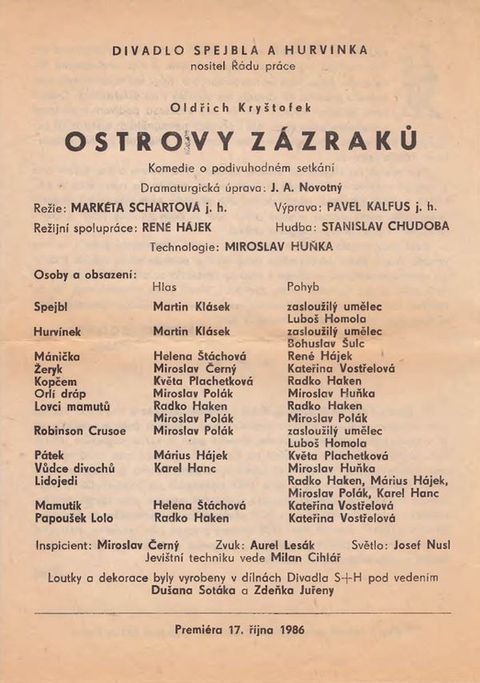 DIVADLO SPEJBLA A HURVÍNKA
nositel Řádu práce
Oldřich Kryštofek
OSTROVY ZÁZRAKŮ
Komedie o podivuhodném setkání
Dramaturgická úprava: J. A. Novotný
Režie: MARKÉTA SCHARTOVÁ j. h. Výprava: PAVEL KALFUS j. h.
Režijní spolupráce: RENÉ HÁJEK Hudba: STANISLAV CHUDOBA
Technologie: MIROSLAV HUŇKA
Osoby a obsazení:
Hlas Pohyb
Spejbl Martin Klásek zasloužilý umělec
Luboš Homola
Hurvínek Martin Klásek zasloužilý umělec
Bohuslav Šulc
Mánička Helena Štáchová René Hájek
Žeryk Miroslav Černý Kateřina Vostřelová
Kopčem Květa Plachetková Radko Haken
Orlí dráp Miroslav Polák Miroslav Huňka
Lovci mamutů Radko Haken Radko Haken
Miroslav Polák Miroslav Polák
Robinson Crusoe Miroslav Polák zasloužilý umělec
Luboš Homola
Pátek Márius Hájek Květa Plachetková
Vůdce divochů Karel Hanc Miroslav Huňka
Lidojedi Radko Haken, Márius Hájek,
Miroslav Polák, Karel Hanc
Mamutík Helena Štáchová Kateřina Vostřelová
Papoušek Lolo Radko Haken Kateřina Vostřelová
Inspicient: Miroslav Černý Zvuk: Aurel Lesák Světlo: Josef Nusl
Jevištní techniku vede Milan Cihlář
Loutky a dekorace byly vyrobeny v dílnách Divadla S+H pod vedením
Dušana Sotáka a Zdeňka Juřeny
Premiéra 17. října 1986